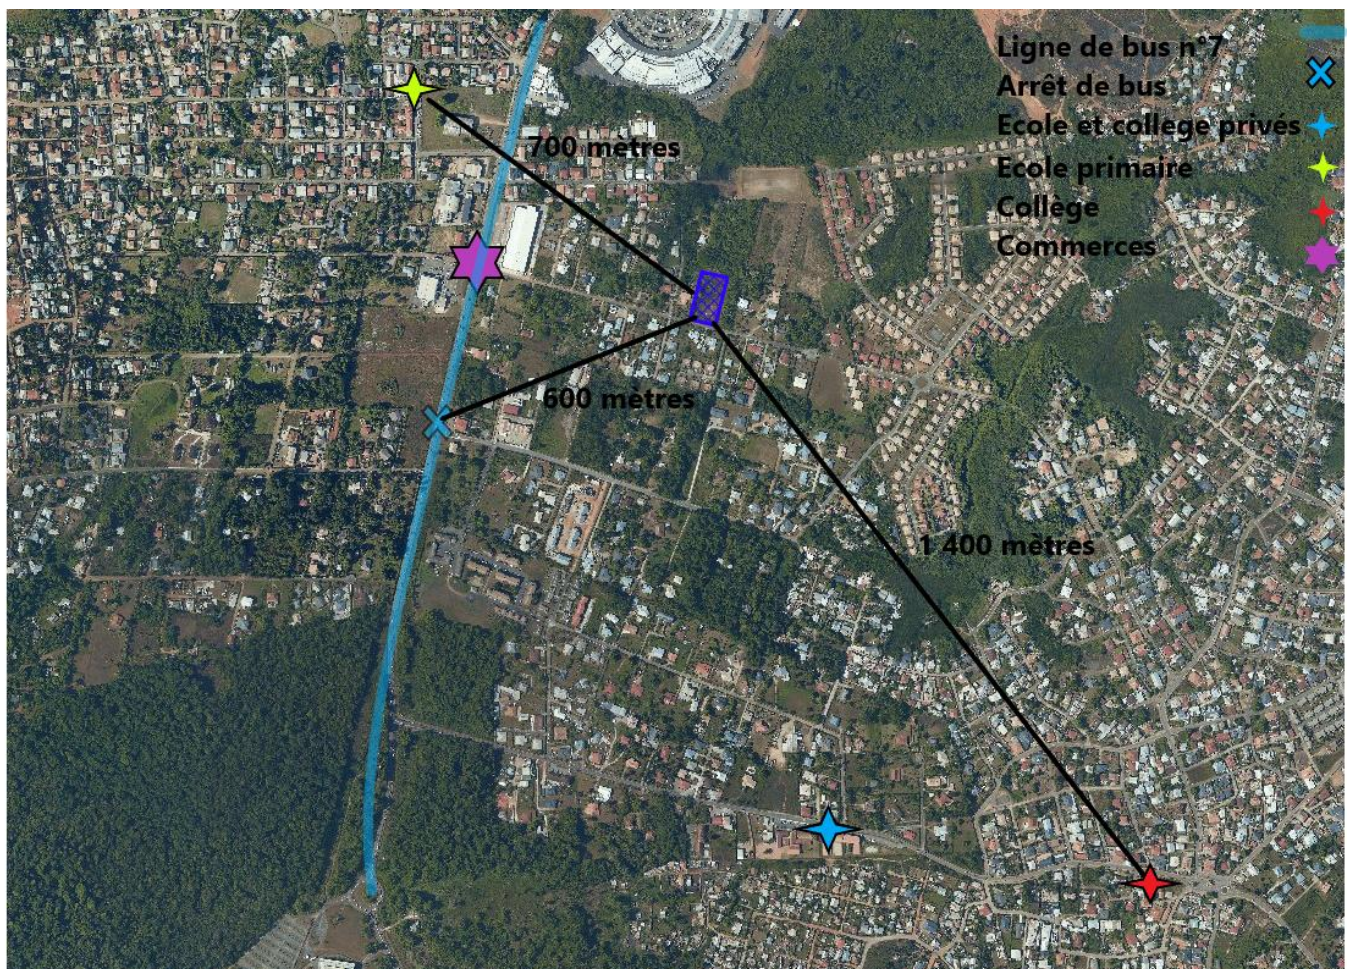 Ligne de bus n°7
Arrêt de bus
Ecole et college privés
Ecole primaire
Collège
Commerces
700 mètres
600 mètres
1 400 mètres